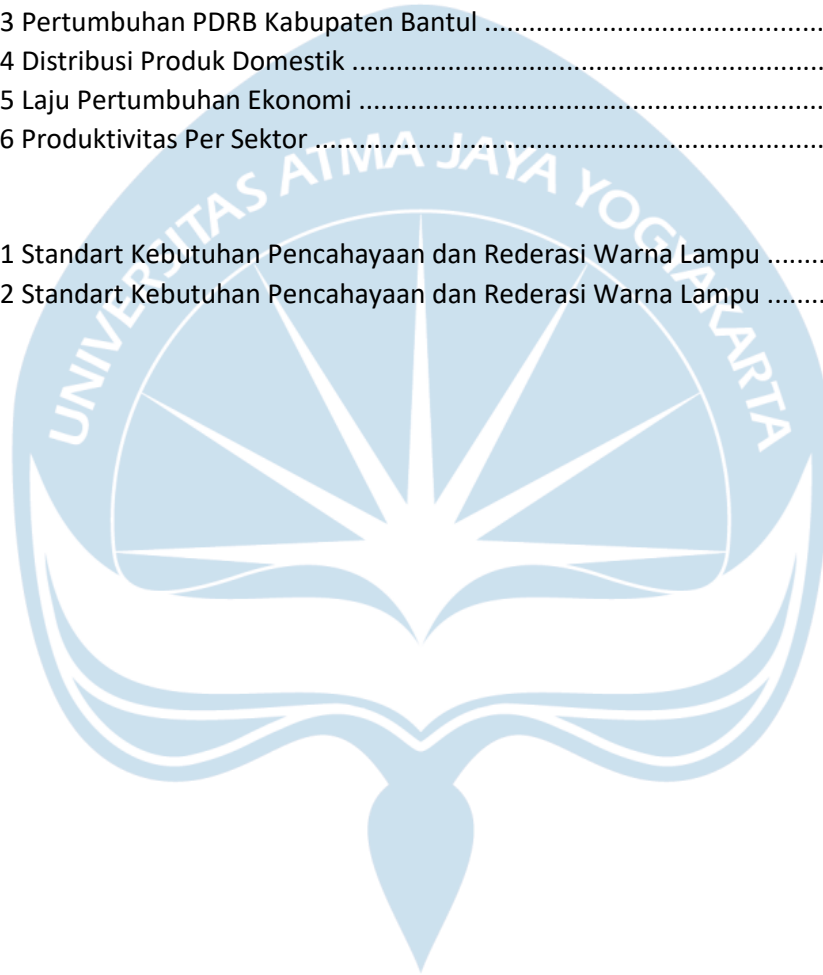 3 Pertumbuhan PDRB Kabupaten Bantul ..........................................
4 Distribusi Produk Domestik ............................................................
5 Laju Pertumbuhan Ekonomi ...........................................................
6 Produktivitas Per Sektor .................................................................
UNIVERSITAS ATMA JAYA YOGYAKARTA
1 Standart Kebutuhan Pencahayaan dan Rederasi Warna Lampu ........
2 Standart Kebutuhan Pencahayaan dan Rederasi Warna Lampu ........